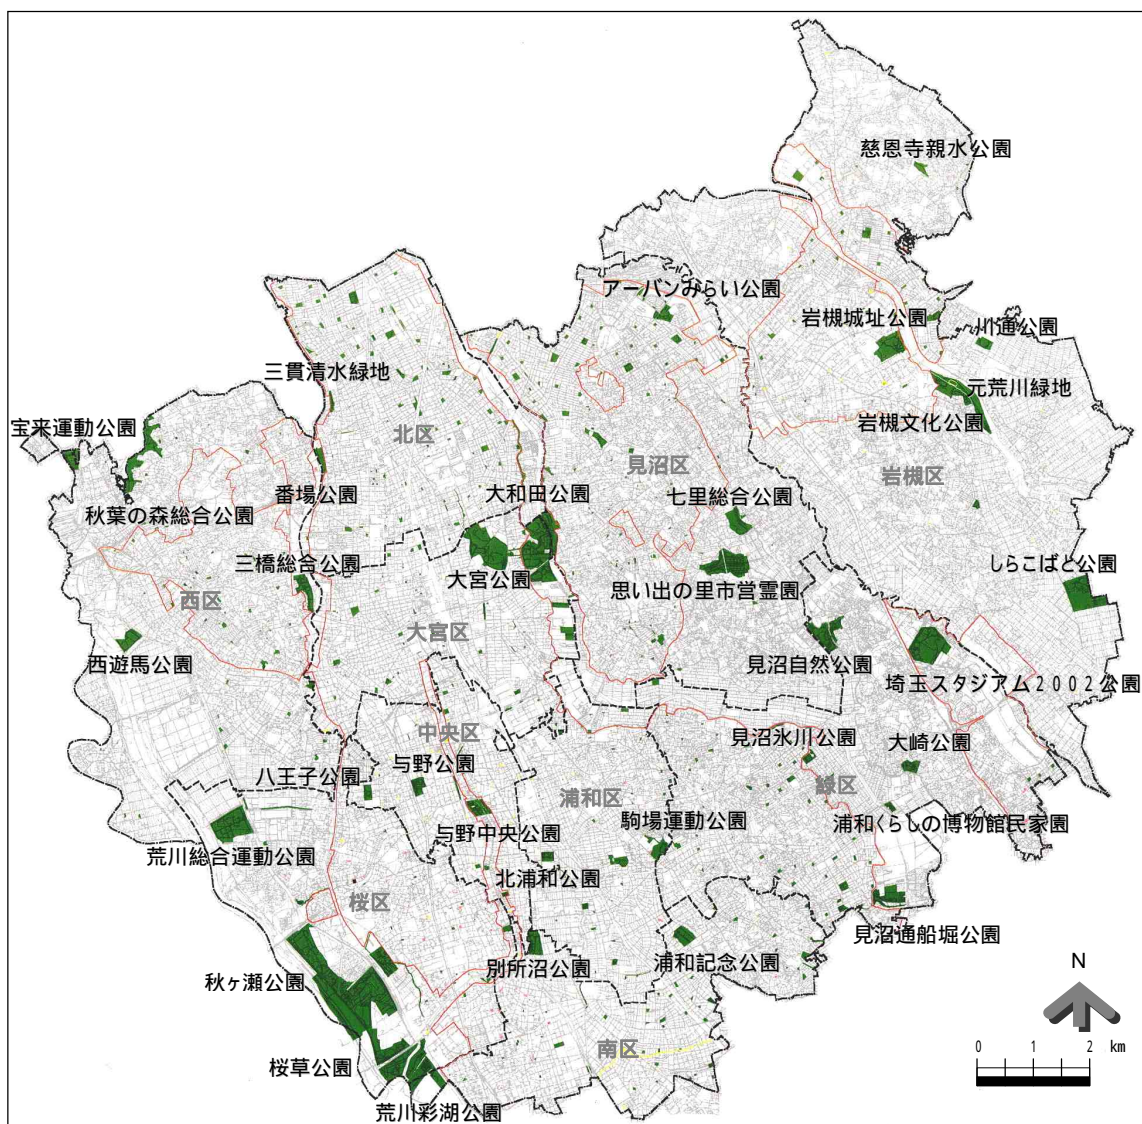 慈恩寺親水公園
アーバンみらい公園
岩槻城址公園
川通公園
三貫清水緑地
元荒川緑地
宝来運動公園
岩槻文化公園
北区
見沼区
岩槻区
番場公園
大和田公園
七里総合公園
秋葉の森総合公園
三橋総合公園
大宮公園
しらこばと公園
思い出の里市営霊園
西区
大宮区
西遊馬公園
見沼自然公園
埼玉スタジアム2002公園
中央区
見沼氷川公園
大崎公園
八王子公園
与野公園
浦和区
緑区
与野中央公園
駒場運動公園
浦和くらしの博物館民家園
荒川総合運動公園
北浦和公園
桜区
見沼通船堀公園
秋ヶ瀬公園
別所沼公園
浦和記念公園
N
南区
0 1 2 km
桜草公園
荒川彩湖公園